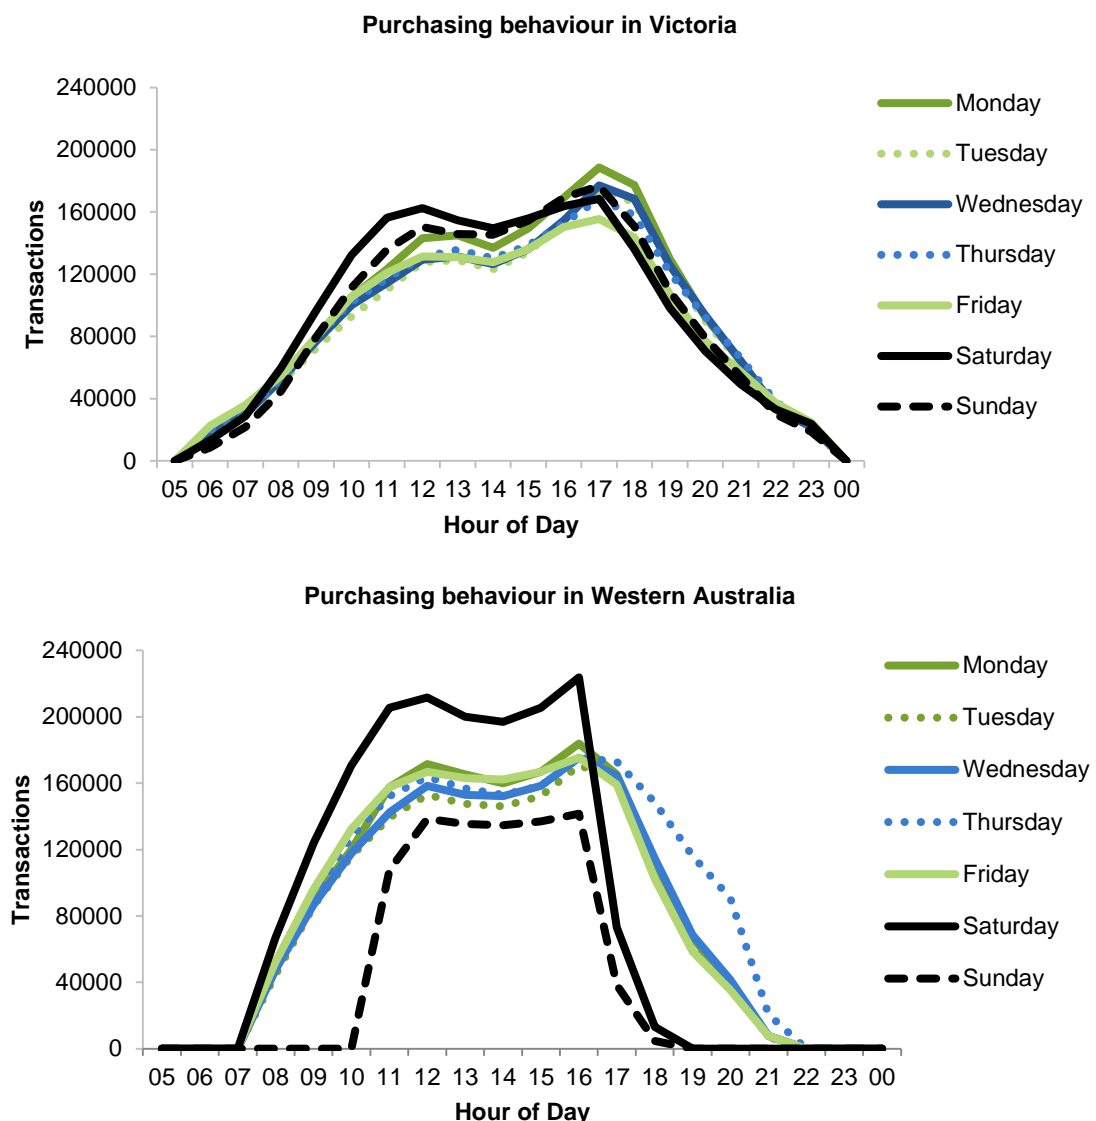 Purchasing behaviour in Victoria
240000
200000
160000
120000
80000
40000
0
Transactions
05 06 07 08 09 10 11 12 13 14 15 16 17 18 19 20 21 22 23 00
Hour of Day
Monday
Tuesday
Wednesday
Thursday
Friday
Saturday
Sunday
Purchasing behaviour in Western Australia
240000
200000
160000
120000
80000
40000
0
Transactions
05 06 07 08 09 10 11 12 13 14 15 16 17 18 19 20 21 22 23 00
Hour of Day
Monday
Tuesday
Wednesday
Thursday
Friday
Saturday
Sunday